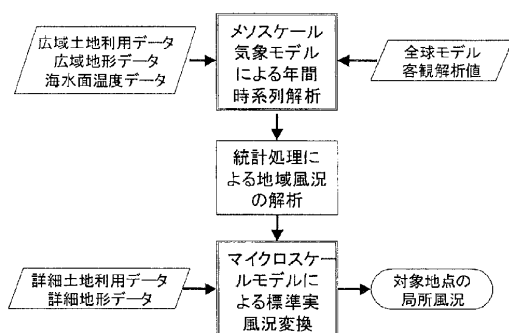 広域土地利用データ
広域地形データ
海水面温度データ
メソスケール
気象モデル
による年間
時系列解析
全球モデル
客観解析値
統計処理に
よる地域風況
の解析
詳細土地利用データ
詳細地形データ
マイクロスケー
ルモデルによ
る標準実
風況変換
対象地点の
局所風況